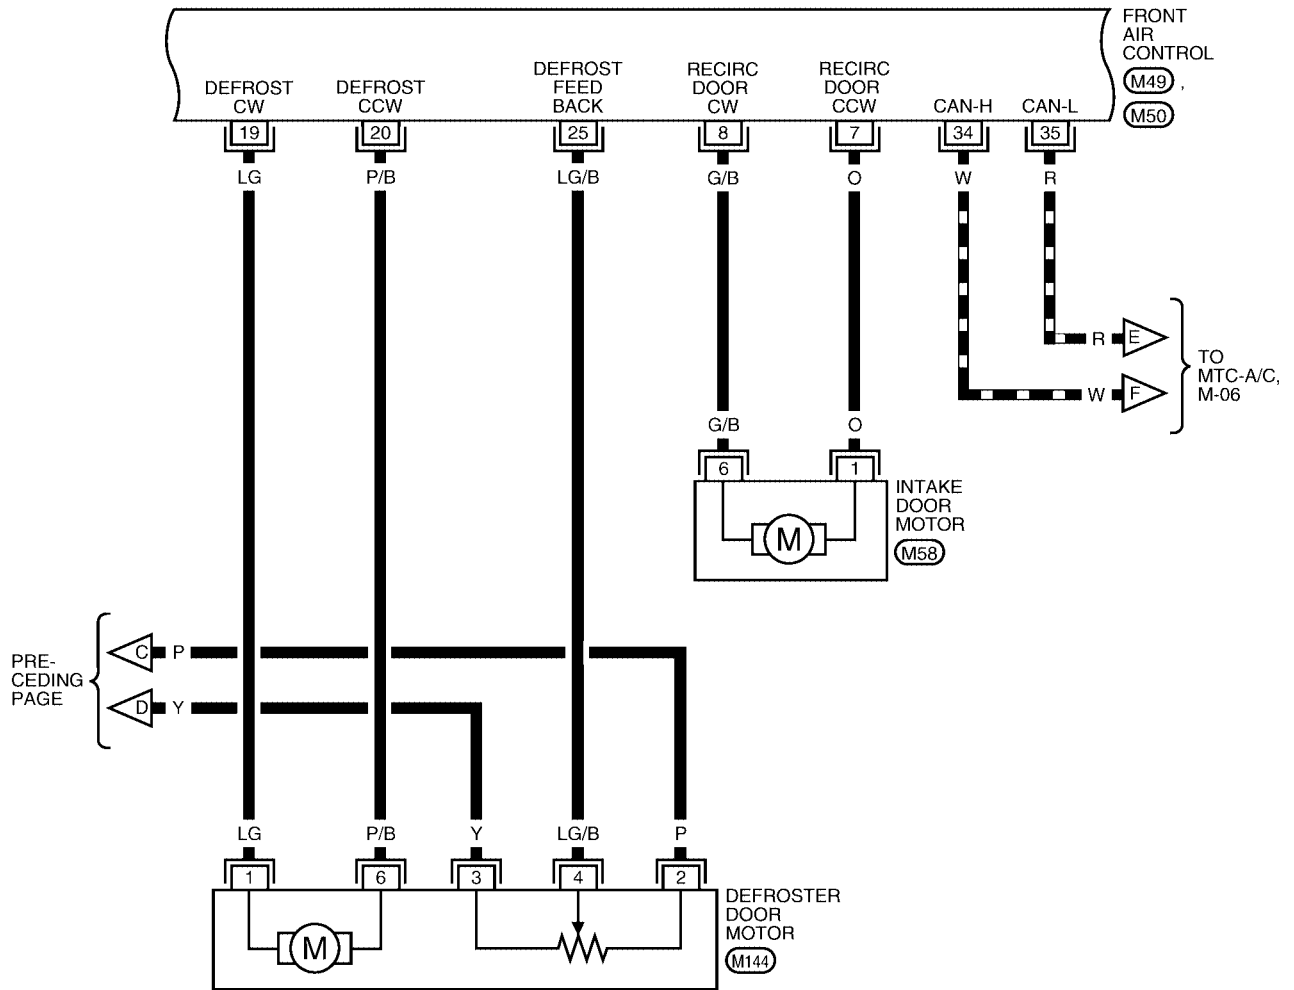 FRONT
AIR
CONTROL
M49 ,
M50
DEFROST
CW
DEFROST
CCW
DEFROST
FEED
BACK
RECIRC
DOOR
CW
RECIRC
DOOR
CCW
CAN-H
CAN-L
19 20 25 8 7 34 35
LG P/B LG/B G/B O W R
R E
W F
TO
MTC-A/C,
M-06
G/B O
6 1
M
INTAKE
DOOR
MOTOR
M58
PRE-
CEDING
PAGE
C P
D Y
LG P/B Y LG/B P
1 6 3 4 2
M
DEFROSTER
DOOR
MOTOR
M144